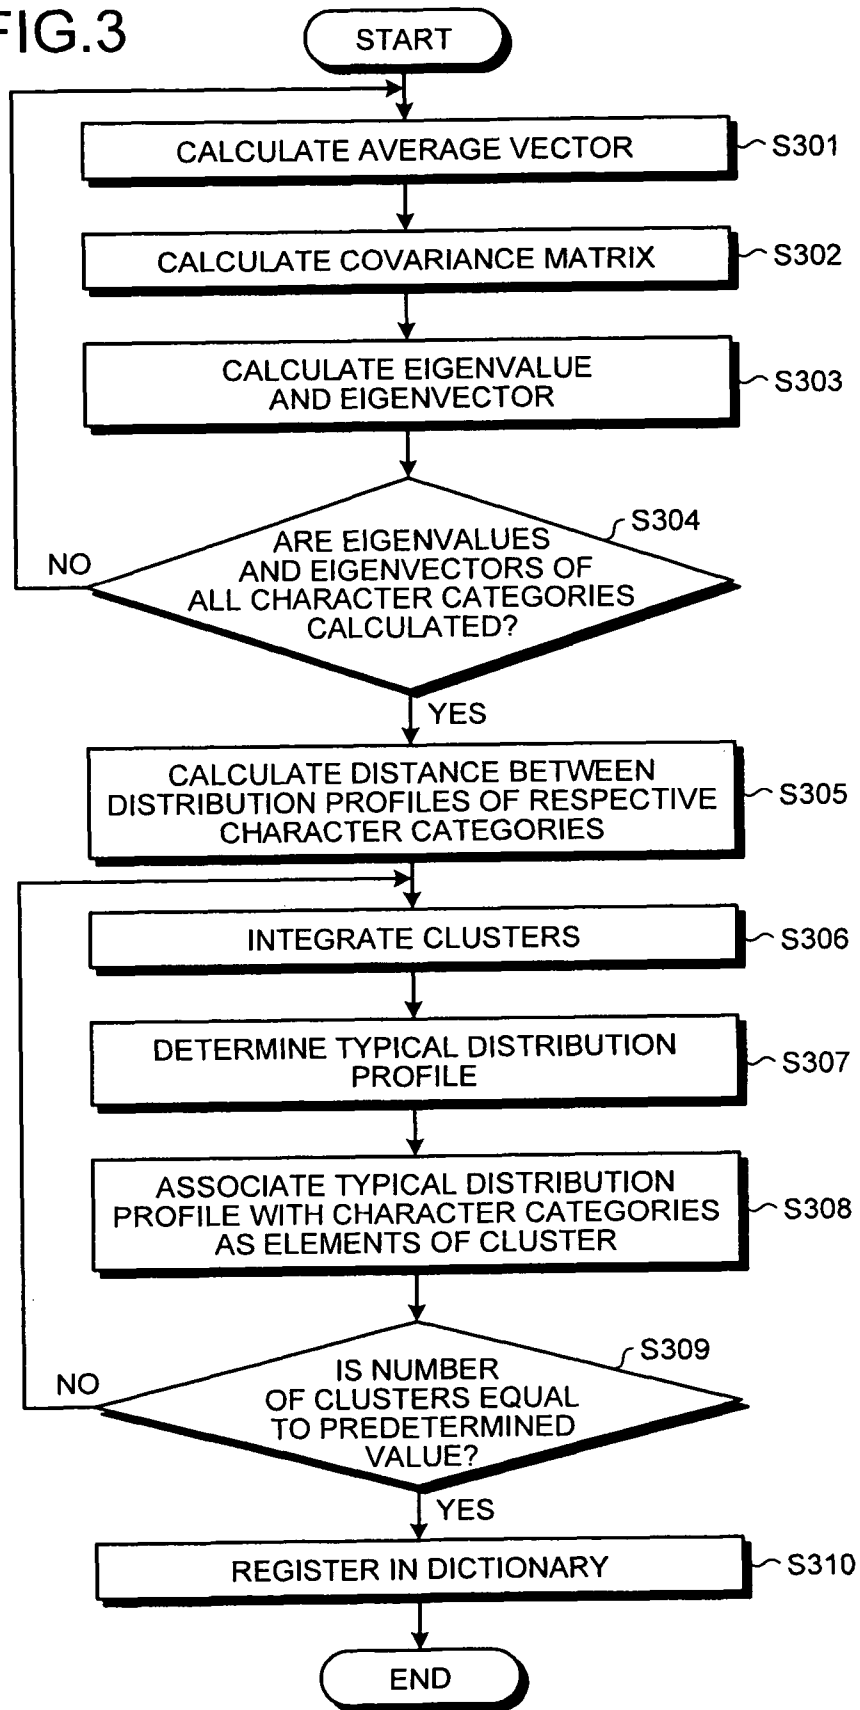 FIG.3
START
CALCULATE AVERAGE VECTOR
S301
CALCULATE COVARIANCE MATRIX
S302
CALCULATE EIGENVALUE
AND EIGENVECTOR
S303
S304
ARE EIGENVALUES
AND EIGENVECTORS OF
ALL CHARACTER CATEGORIES
CALCULATED?
NO
YES
CALCULATE DISTANCE BETWEEN
DISTRIBUTION PROFILES OF RESPECTIVE
CHARACTER CATEGORIES
S305
INTEGRATE CLUSTERS
S306
DETERMINE TYPICAL DISTRIBUTION
PROFILE
S307
ASSOCIATE TYPICAL DISTRIBUTION
PROFILE WITH CHARACTER CATEGORIES
AS ELEMENTS OF CLUSTER
S308
S309
IS NUMBER
OF CLUSTERS EQUAL
TO PREDETERMINED
VALUE?
NO
YES
REGISTER IN DICTIONARY
S310
END